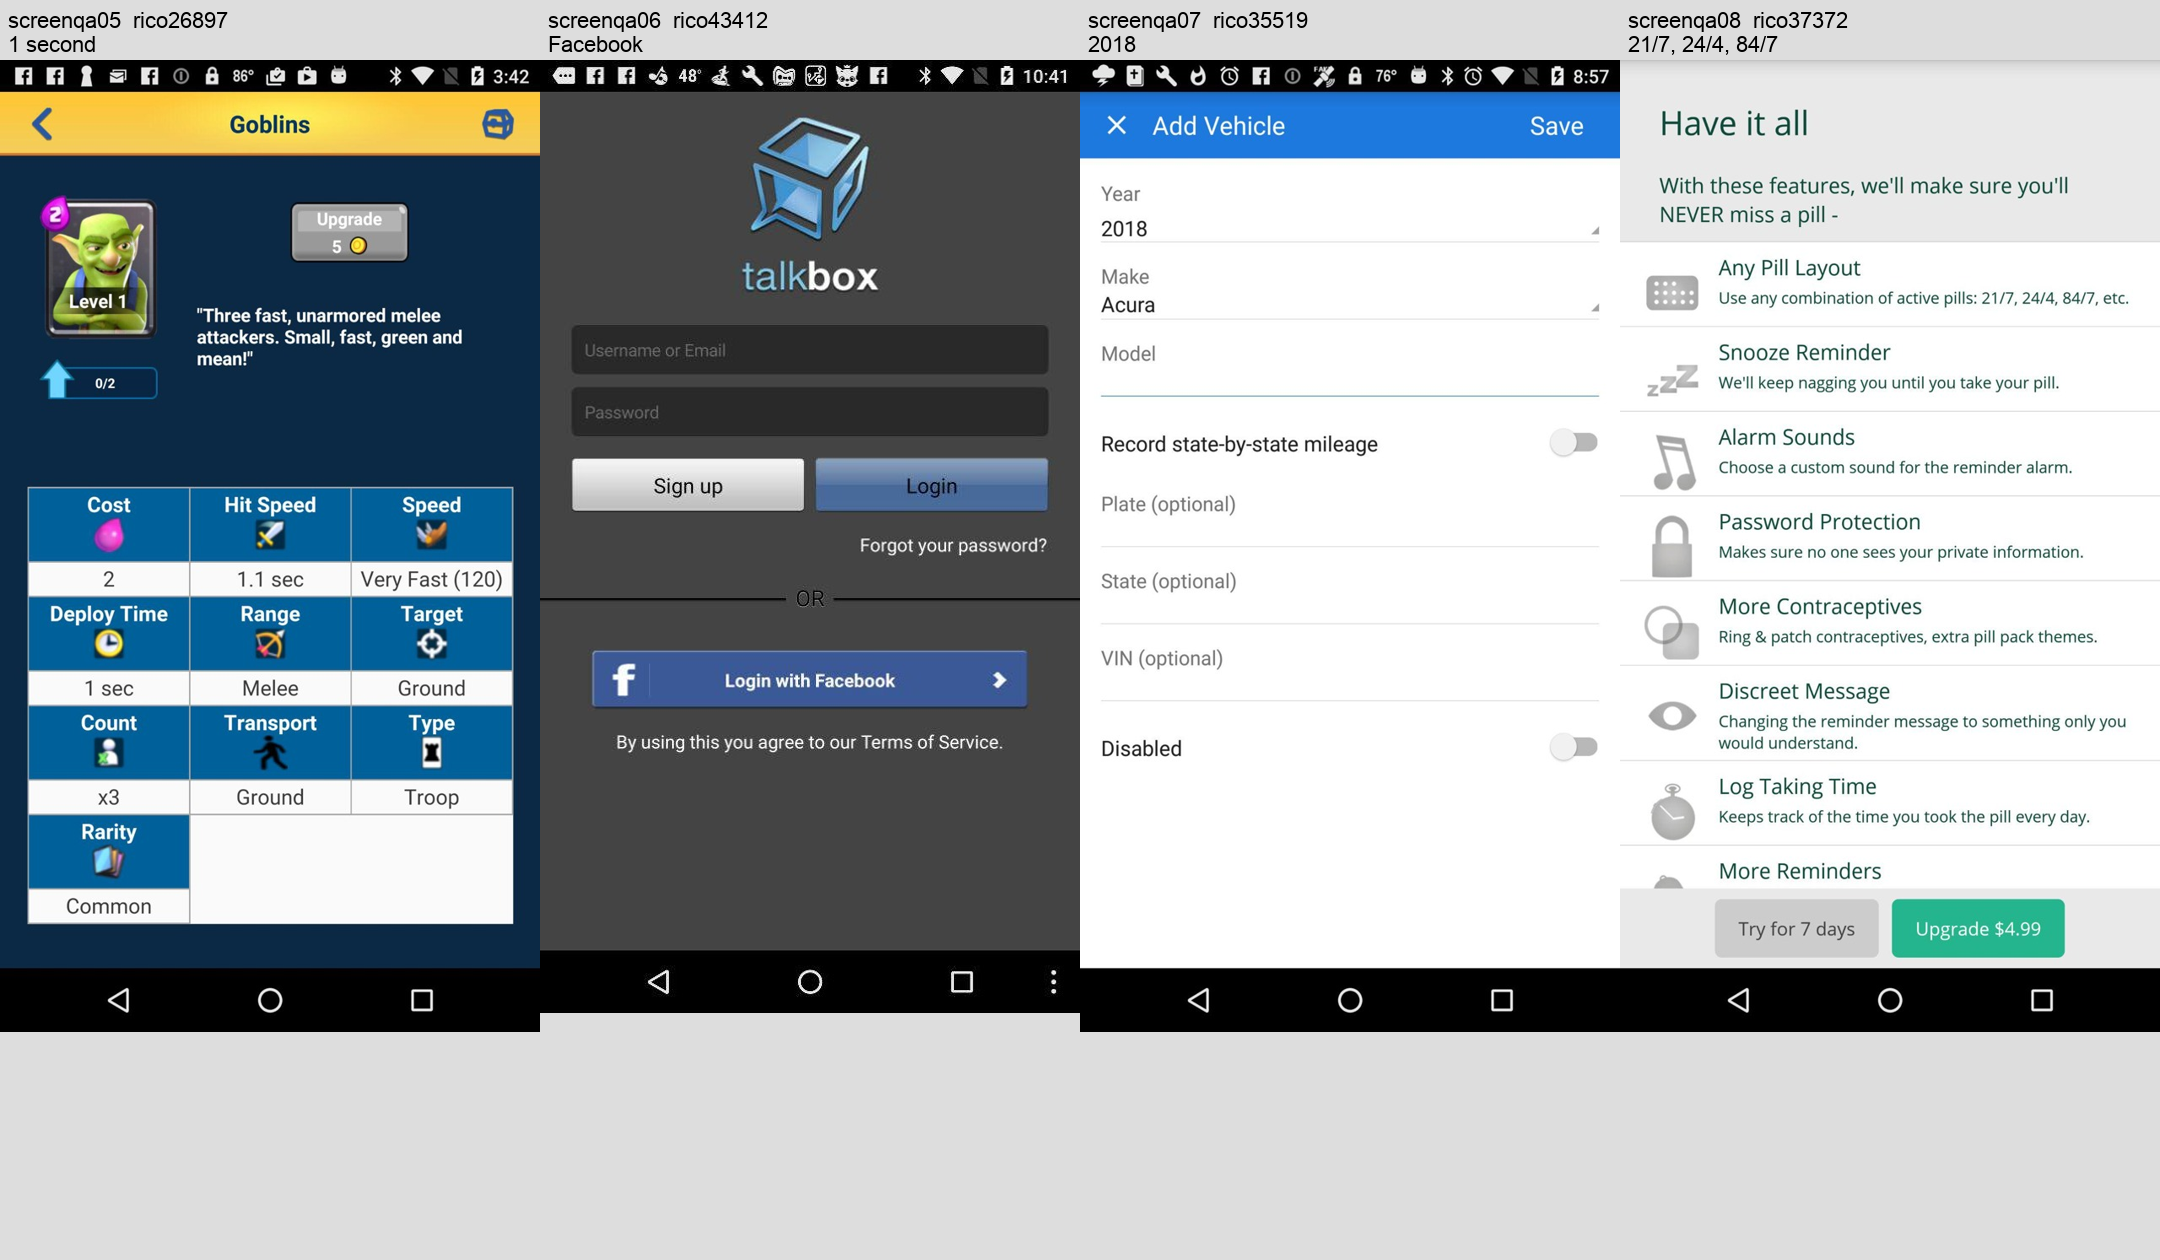 screenqa05 rico26897
1 second
86° 3:42
Goblins
2
Level 1
Upgrade
5
0/2
"Three fast, unarmored melee
attackers. Small, fast, green and
mean!"
Cost Hit Speed Speed
2 1.1 sec Very Fast (120)
Deploy Time Range Target
1 sec Melee Ground
Count Transport Type
x3 Ground Troop
Rarity
Common
screenqa06 rico43412
Facebook
48° 10:41
talkbox
Username or Email
Password
Sign up Login
Forgot your password?
OR
f Login with Facebook
By using this you agree to our Terms of Service.
screenqa07 rico35519
2018
76° 8:57
Add Vehicle Save
Year
2018
Make
Acura
Model
Record state-by-state mileage
Plate (optional)
State (optional)
VIN (optional)
Disabled
screenqa08 rico37372
21/7, 24/4, 84/7
Have it all
With these features, we'll make sure you'll
NEVER miss a pill -
Any Pill Layout
Use any combination of active pills: 21/7, 24/4, 84/7, etc.
zzZ
Snooze Reminder
We'll keep nagging you until you take your pill.
Alarm Sounds
Choose a custom sound for the reminder alarm.
Password Protection
Makes sure no one sees your private information.
More Contraceptives
Ring & patch contraceptives, extra pill pack themes.
Discreet Message
Changing the reminder message to something only you
would understand.
Log Taking Time
Keeps track of the time you took the pill every day.
More Reminders
Try for 7 days Upgrade $4.99